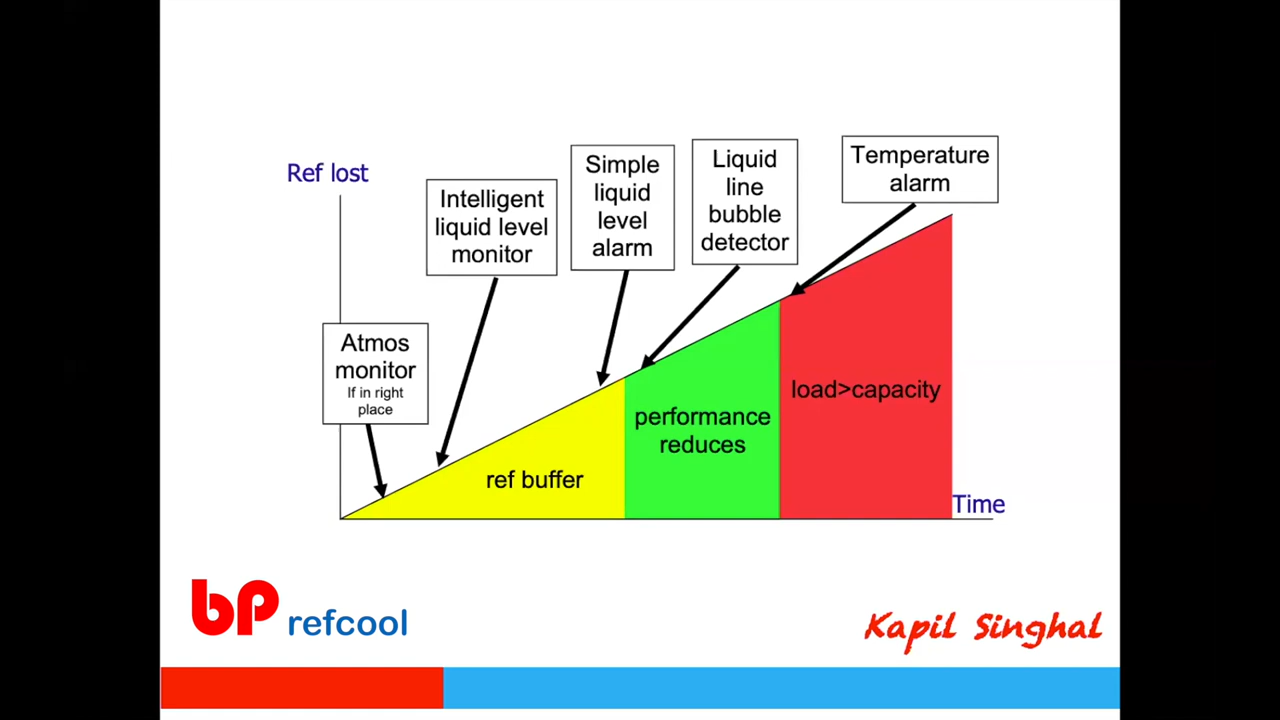 Ref lost
Atmos
monitor
If in right
place
Intelligent
liquid level
monitor
Simple
liquid
level
alarm
Liquid
line
bubble
detector
Temperature
alarm
ref buffer
performance
reduces
load>capacity
Time
bp refcool
Kapil Singhal